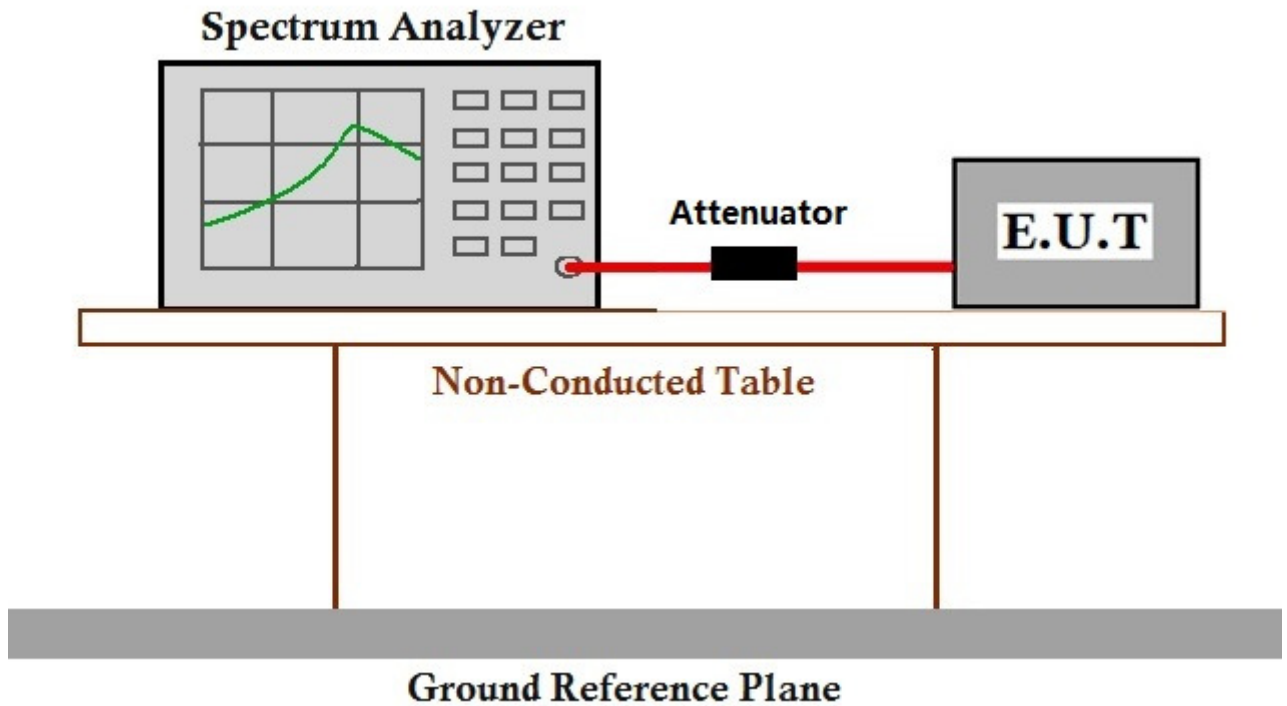 Spectrum Analyzer
Attenuator
E.U.T
Non-Conducted Table
Ground Reference Plane